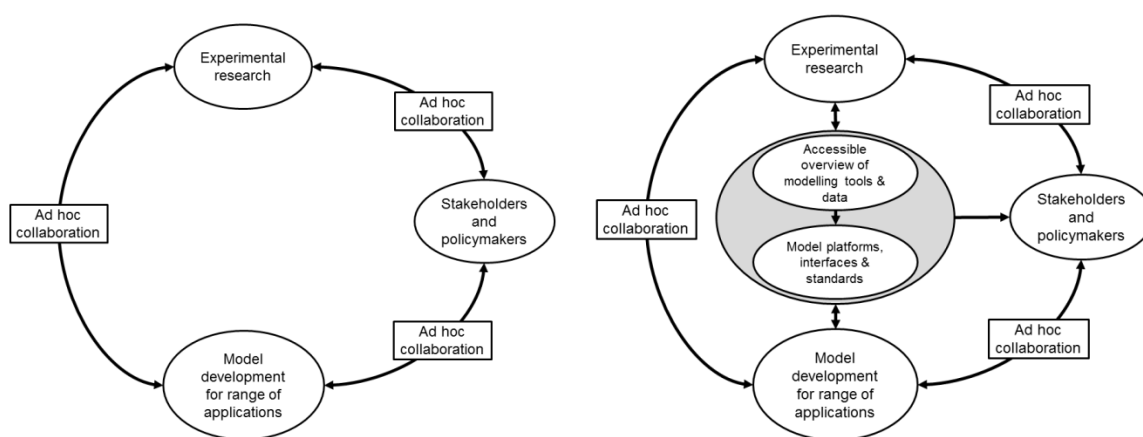 Experimental
research
Ad hoc
collaboration
Ad hoc
collaboration
Stakeholders
and
policymakers
Ad hoc
collaboration
Model
development
for range of
applications
Experimental
research
Ad hoc
collaboration
Accessible
overview of
modelling tools &
data
Ad hoc
collaboration
Stakeholders
and
policymakers
Model platforms,
interfaces &
standards
Ad hoc
collaboration
Model
development
for range of
applications